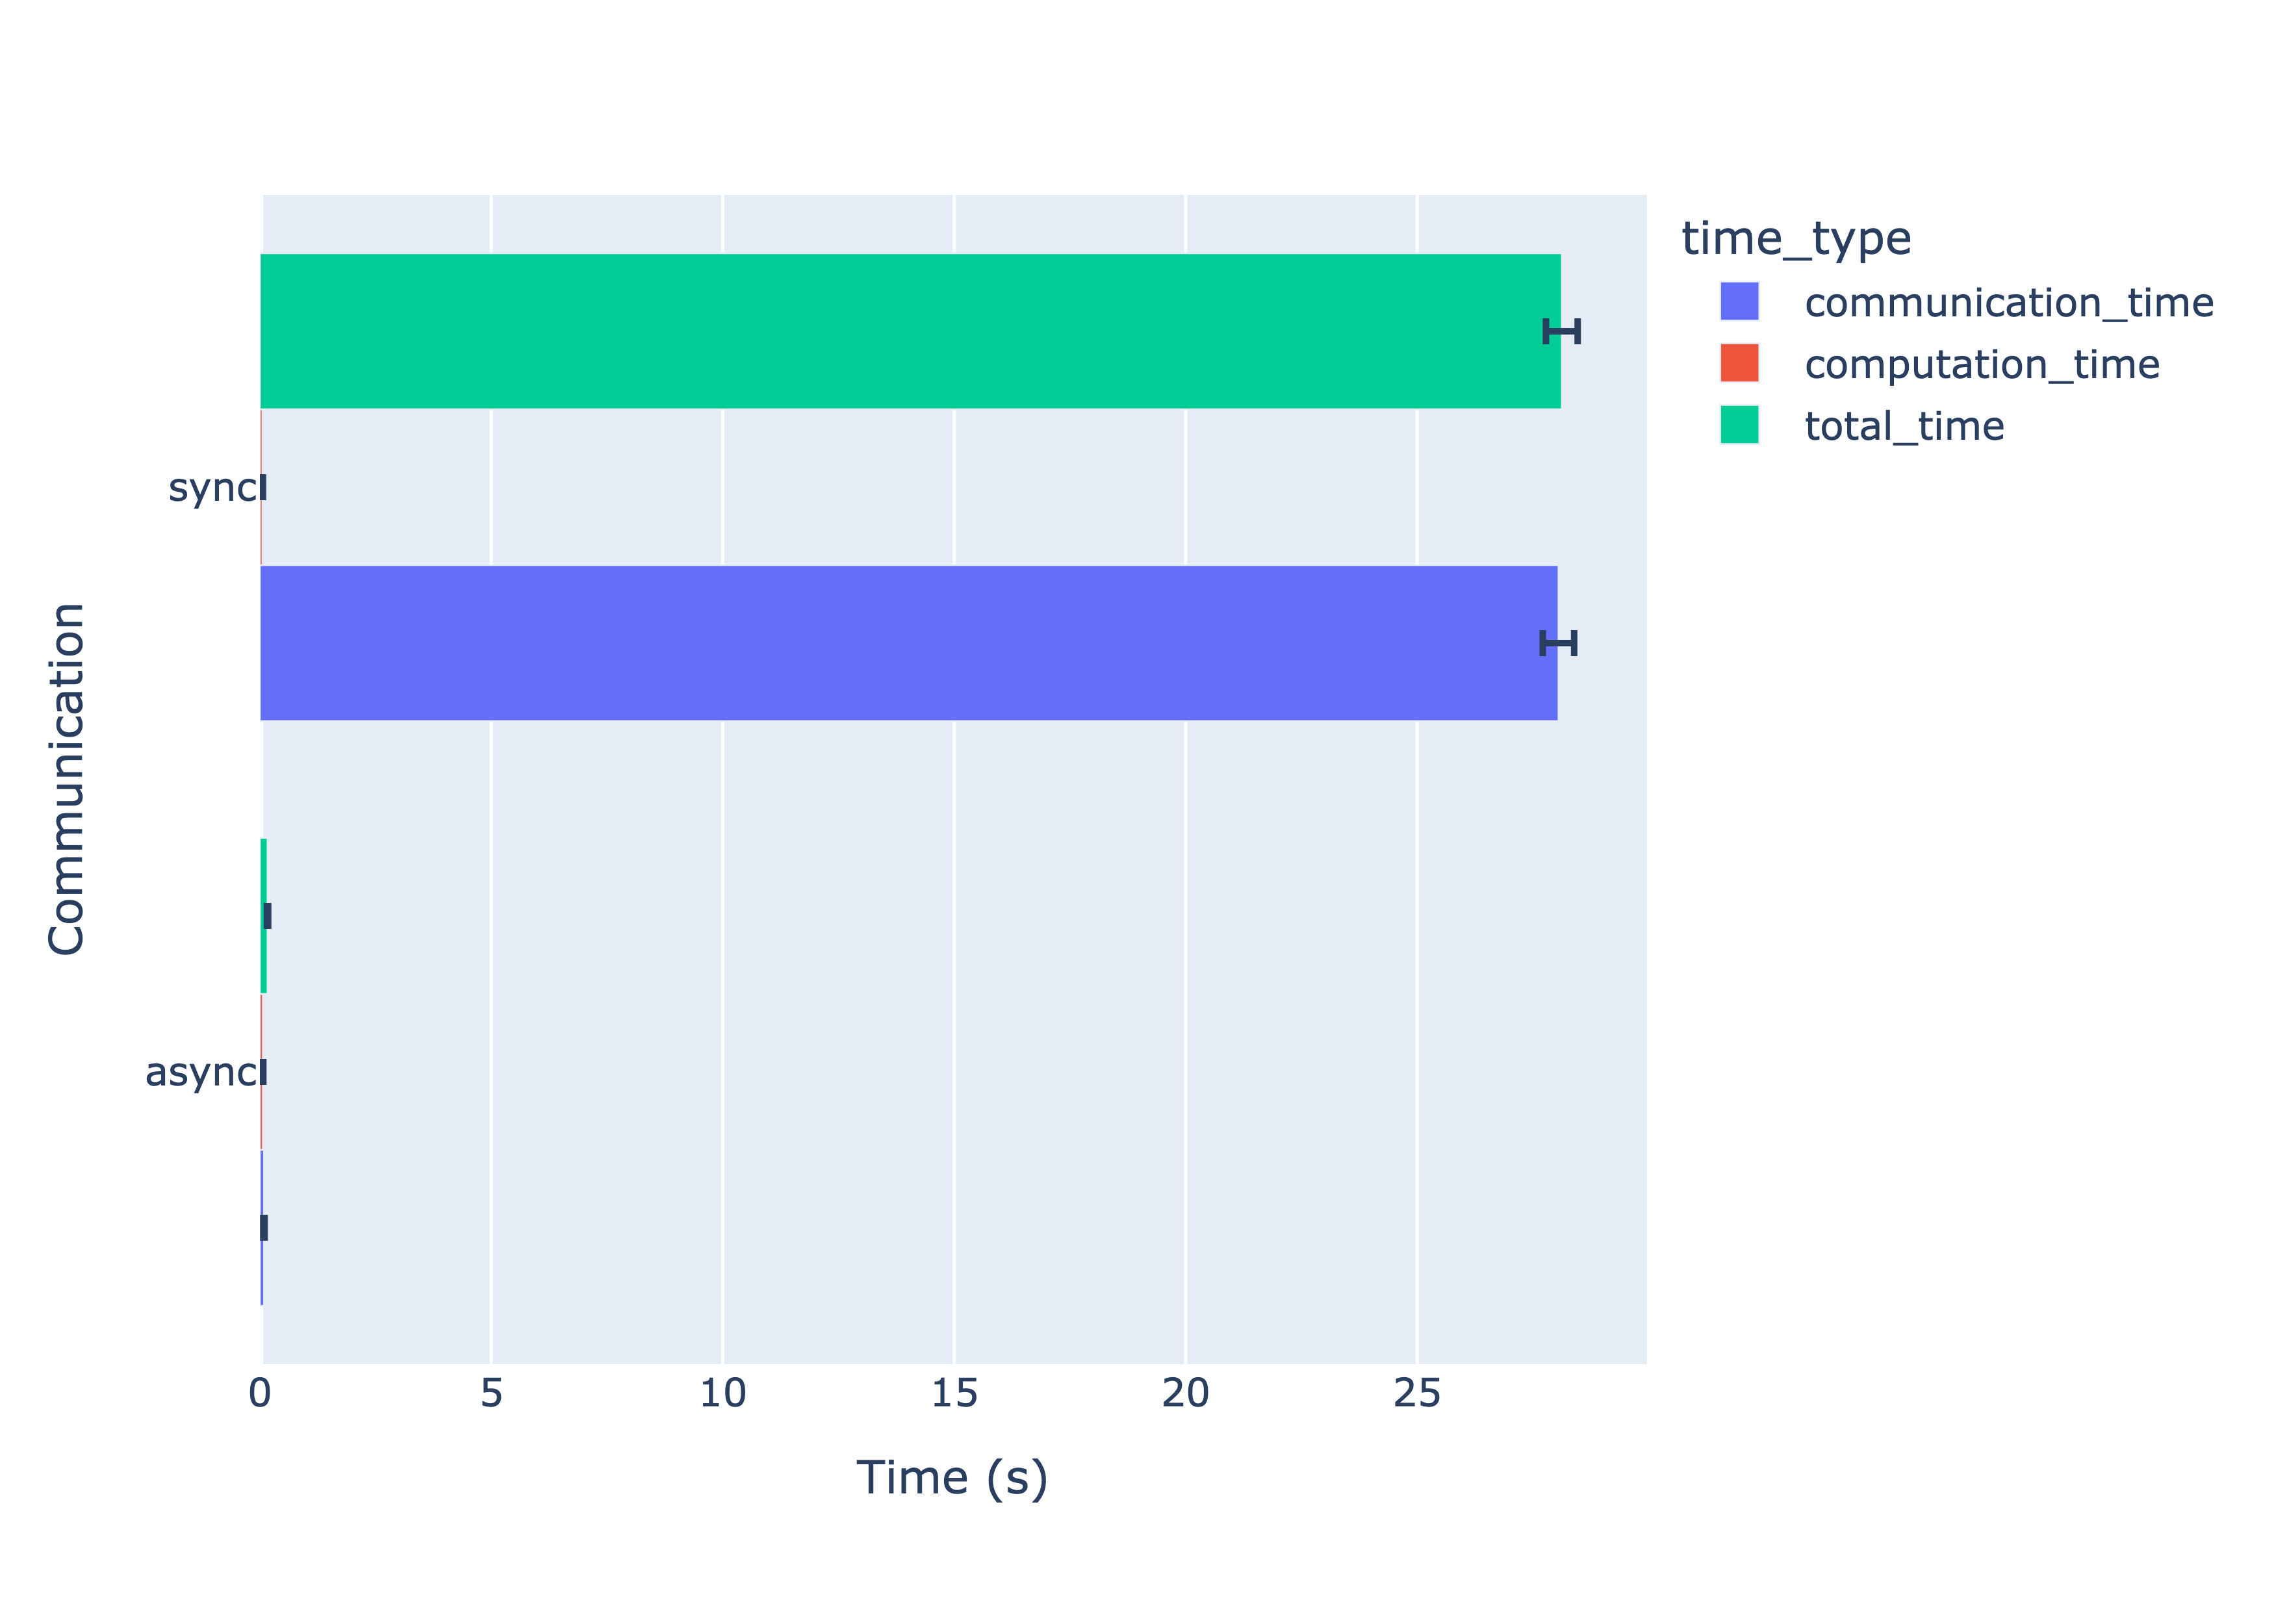 time_type
communication_time
computation_time
total_time
sync
async
Communication
0 5 10 15 20 25
Time (s)